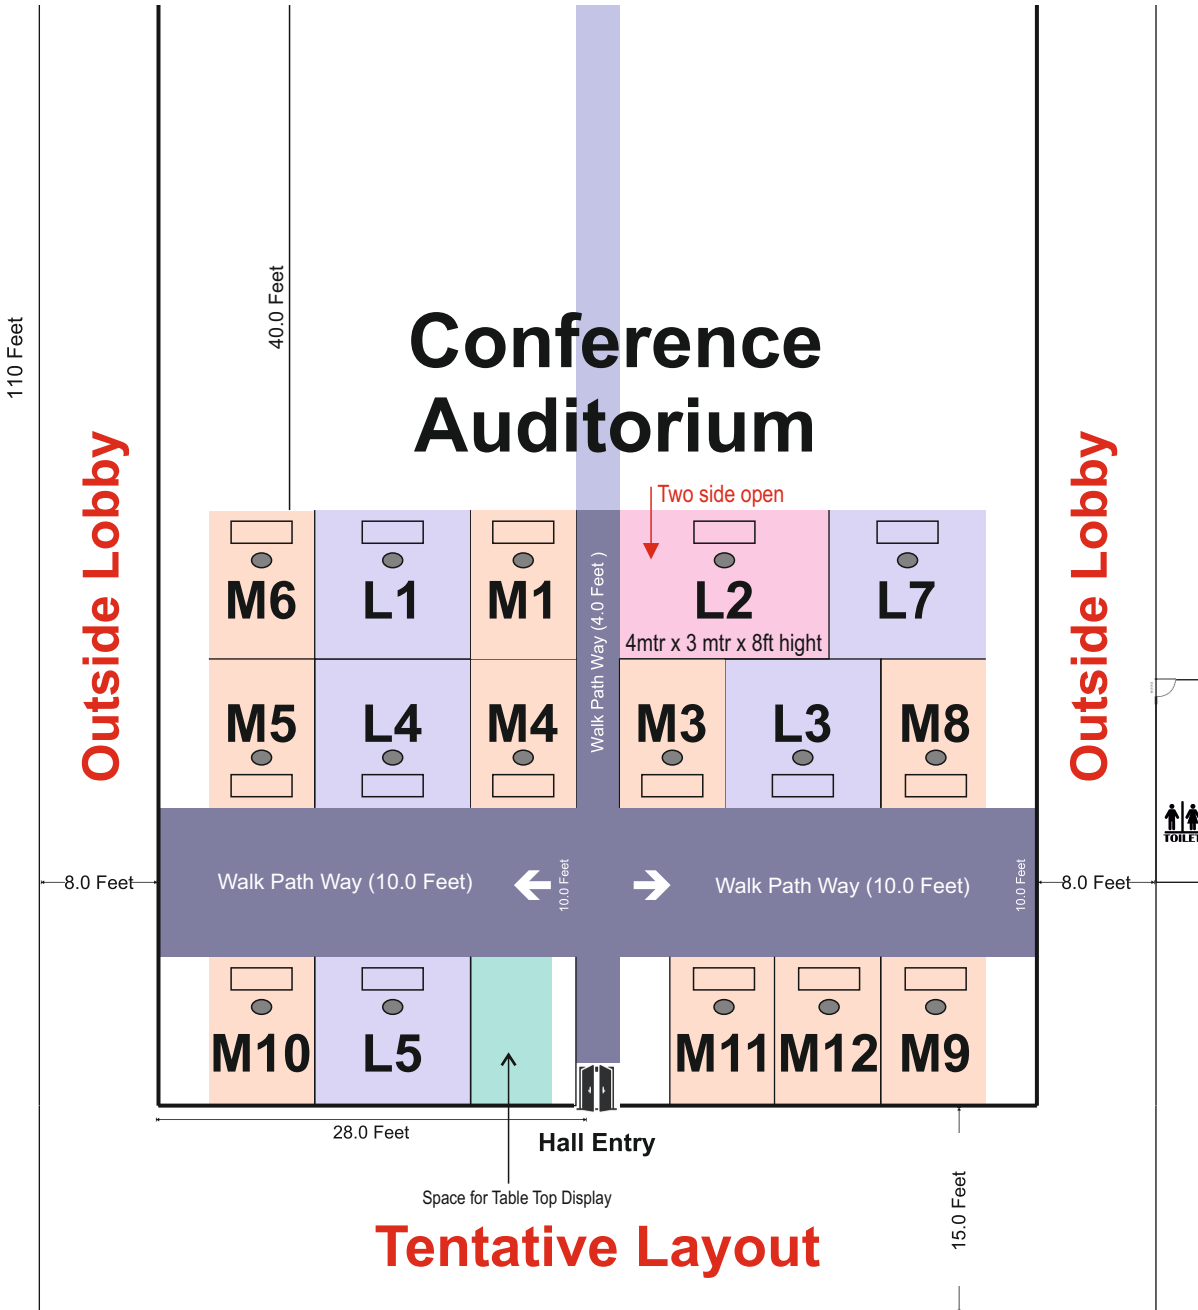 110 Feet
40.0 Feet
Conference
Auditorium
Outside Lobby
Outside Lobby
Two side open
M6
L1
M1
L2
L7
4mtr x 3 mtr x 8ft hight
Walk Path Way (4.0 Feet )
M5
L4
M4
M3
L3
M8
TOILET
8.0 Feet
Walk Path Way (10.0 Feet)
10.0 Feet
Walk Path Way (10.0 Feet)
10.0 Feet
8.0 Feet
M10
L5
M11
M12
M9
28.0 Feet
Hall Entry
Space for Table Top Display
15.0 Feet
Tentative Layout